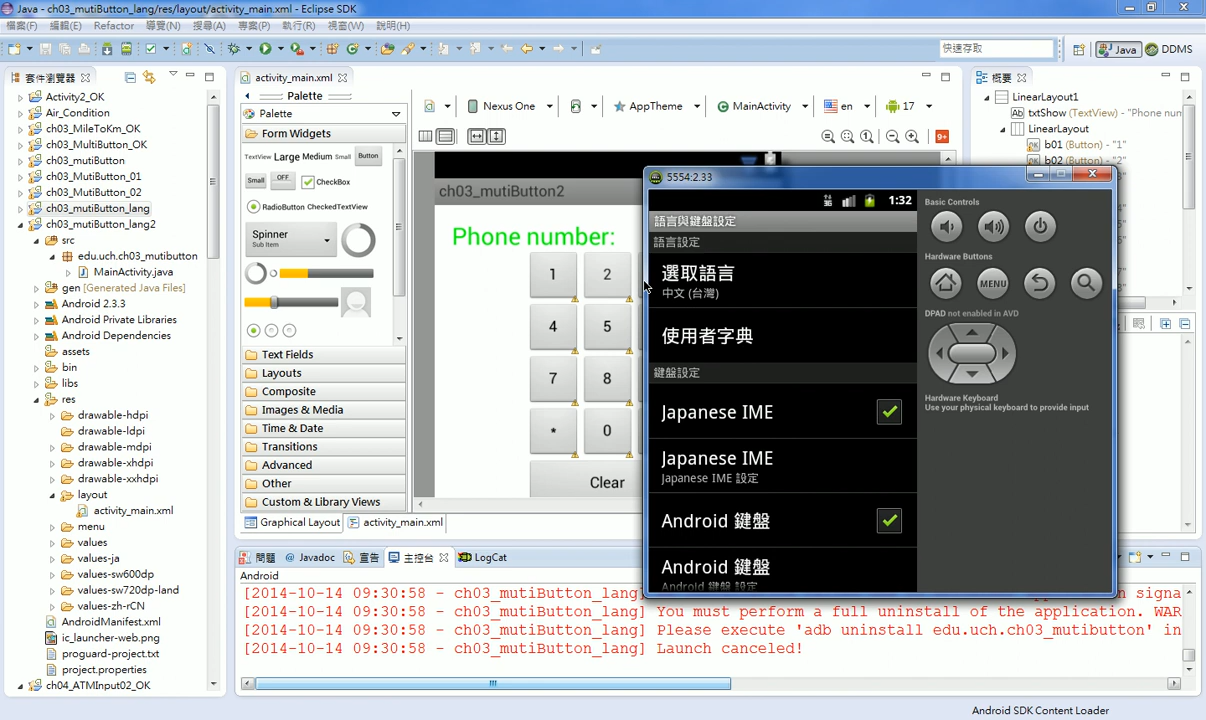 Java - ch03_mutiButton_lang/res/layout/activity_main.xml - Eclipse SDK
檔案(F) 編輯(E) Refactor 導覽(N) 搜尋(A) 專案(P) 執行(R) 視窗(W) 說明(H)
快速存取
Java
DDMS
套件瀏覽器
Activity2_OK
Air_Condition
ch03_MileToKm_OK
ch03_MultiButton_OK
ch03_mutiButton
ch03_mutiButton_01
ch03_mutiButton_02
ch03_mutiButton_lang
ch03_mutiButton_lang2
src
edu.uch.ch03_mutibutton
MainActivity.java
gen [Generated Java Files]
Android 2.3.3
Android Private Libraries
Android Dependencies
assets
bin
libs
res
drawable-hdpi
drawable-ldpi
drawable-mdpi
drawable-xhdpi
drawable-xxhdpi
layout
activity_main.xml
menu
values
values-ja
values-sw600dp
values-sw720dp-land
values-zh-rCN
AndroidManifest.xml
ic_launcher-web.png
proguard-project.txt
project.properties
ch04_ATMInput02_OK
activity_main.xml
Palette
Palette
Form Widgets
TextView Large Medium Small Button
Small OFF CheckBox
RadioButton CheckedTextView
Spinner
Sub Item
Text Fields
Layouts
Composite
Images & Media
Time & Date
Transitions
Advanced
Other
Custom & Library Views
Graphical Layout
activity_main.xml
Nexus One AppTheme MainActivity en 17
9+
ch03_mutiButton2
Phone number:
1 2
4 5
7 8
* 0
Clear
概要
LinearLayout1
txtShow (TextView) - "Phone num
LinearLayout
b01 (Button) - "1"
b02 (Button) - "2"
5554:2.33
1:32
語言與鍵盤設定
語言設定
選取語言
中文 (台灣)
使用者字典
鍵盤設定
Japanese IME
Japanese IME
Japanese IME 設定
Android 鍵盤
Android 鍵盤
Android 鍵盤 設定
Basic Controls
Hardware Buttons
MENU
DPAD not enabled in AVD
Hardware Keyboard
Use your physical keyboard to provide input
問題 @ Javadoc 宣告 主控台 LogCat
Android
[2014-10-14 09:30:58 - ch03_mutiButton_lang]
[2014-10-14 09:30:58 - ch03_mutiButton_lang] You must perform a full uninstall of the application. WAR
[2014-10-14 09:30:58 - ch03_mutiButton_lang] Please execute 'adb uninstall edu.uch.ch03_mutibutton' in
[2014-10-14 09:30:58 - ch03_mutiButton_lang] Launch canceled!
Android SDK Content Loader